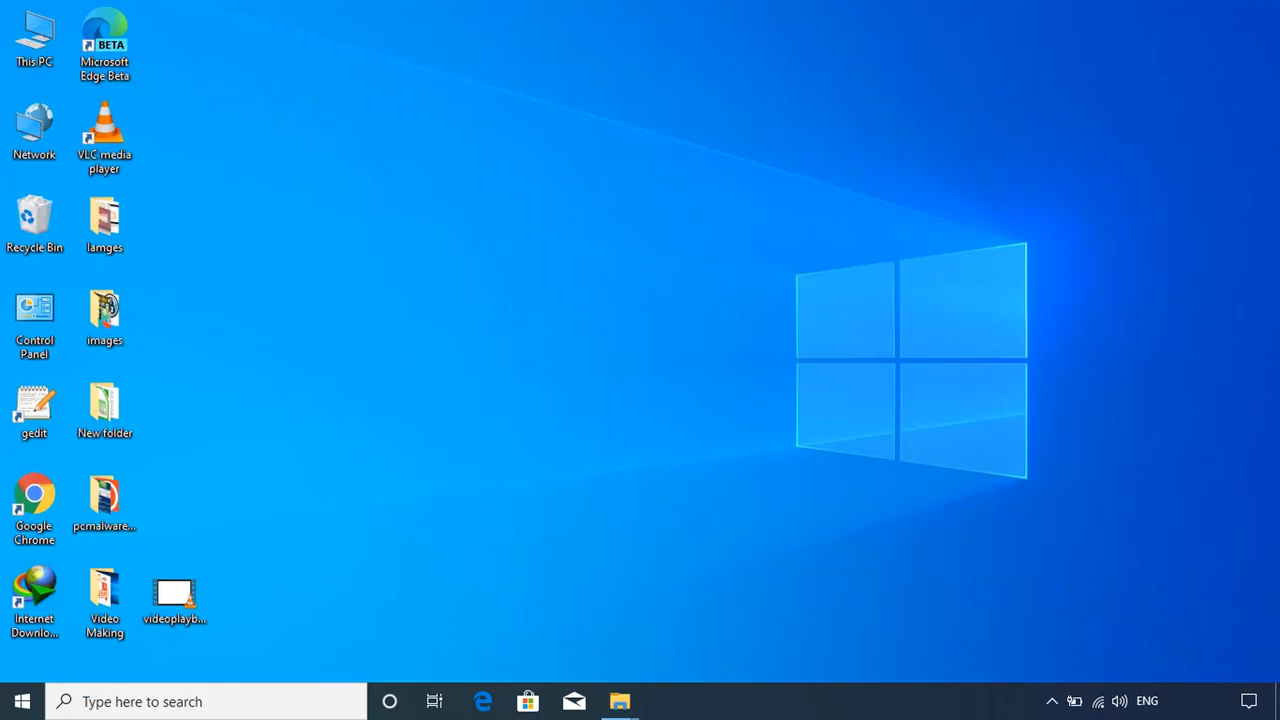 This PC
Microsoft
Edge Beta
BETA
Network
VLC media
player
Recycle Bin
Iamges
Control
Panel
images
gedit
New folder
Google
Chrome
pcmalware...
Internet
Downlo...
Video
Making
videoplayb...
Type here to search
ENG